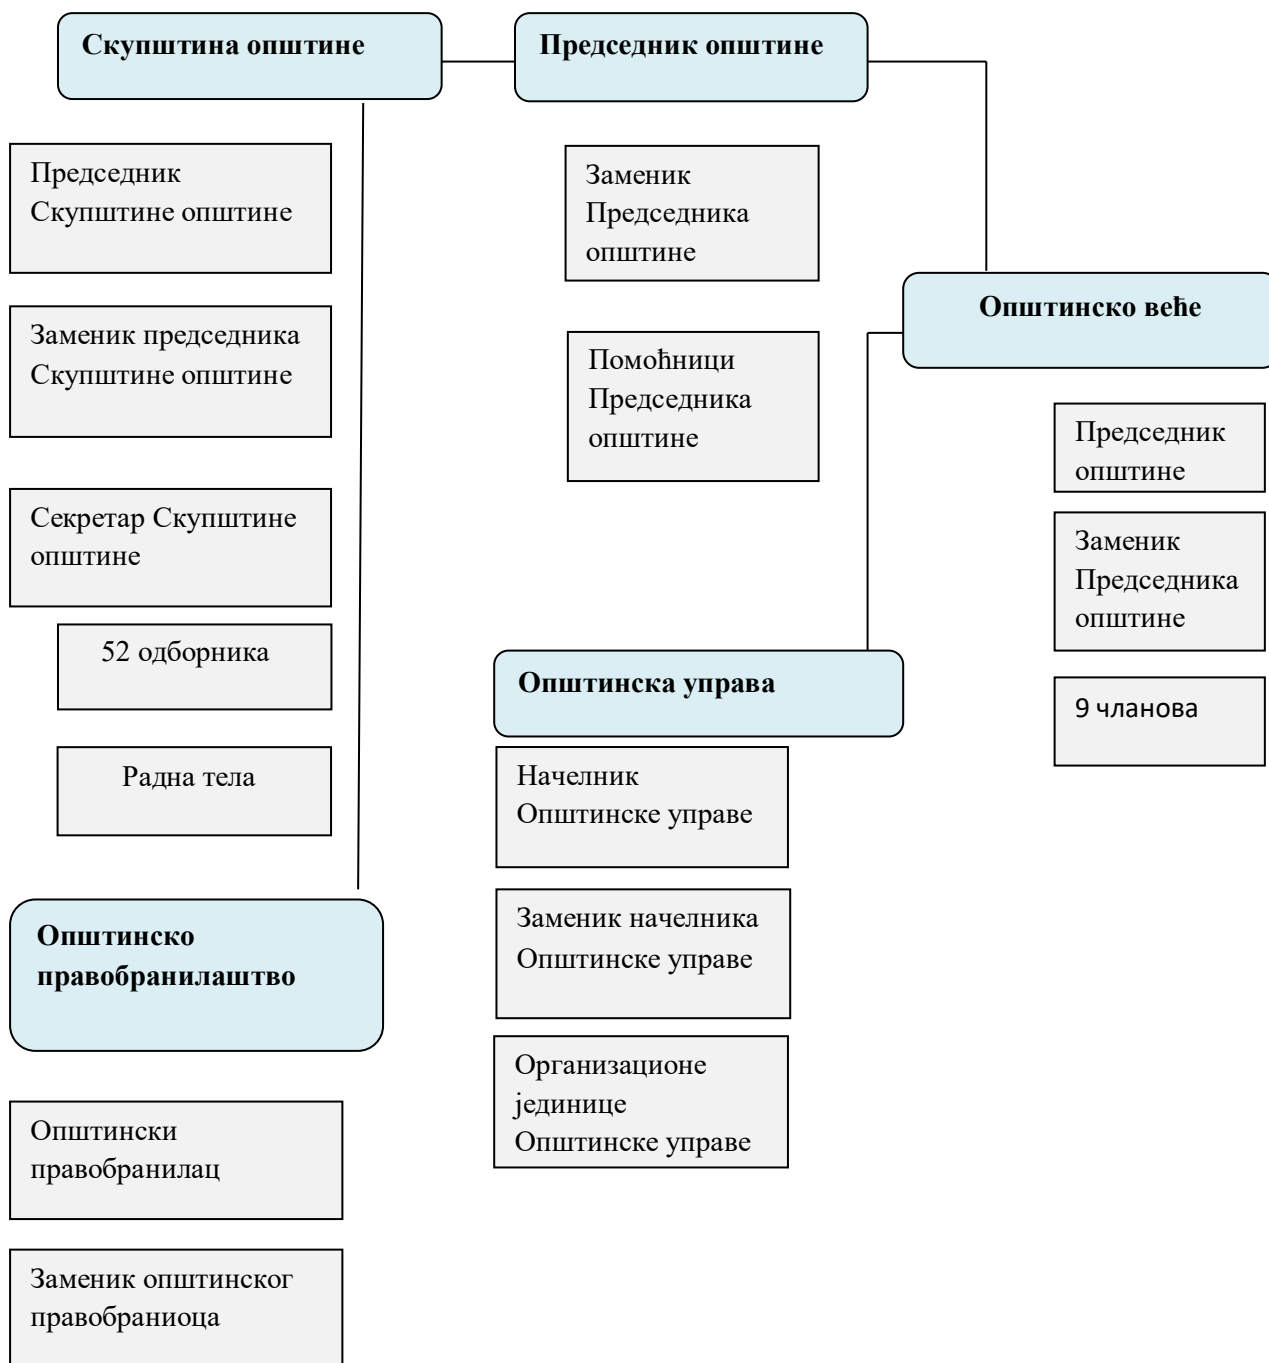 Скупштина општине
Председник општине
Председник
Скупштине општине
Заменик
Председника
општине
Општинско веће
Заменик председника
Скупштине општине
Помоћници
Председника
општине
Председник
општине
Секретар Скупштине
општине
Заменик
Председника
општине
52 одборника
Општинска управа
9 чланова
Радна тела
Начелник
Општинске управе
Општинско
правобранилаштво
Заменик начелника
Општинске управе
Организационе
јединице
Општинске управе
Општински
правобранилац
Заменик општинског
правобраниоца